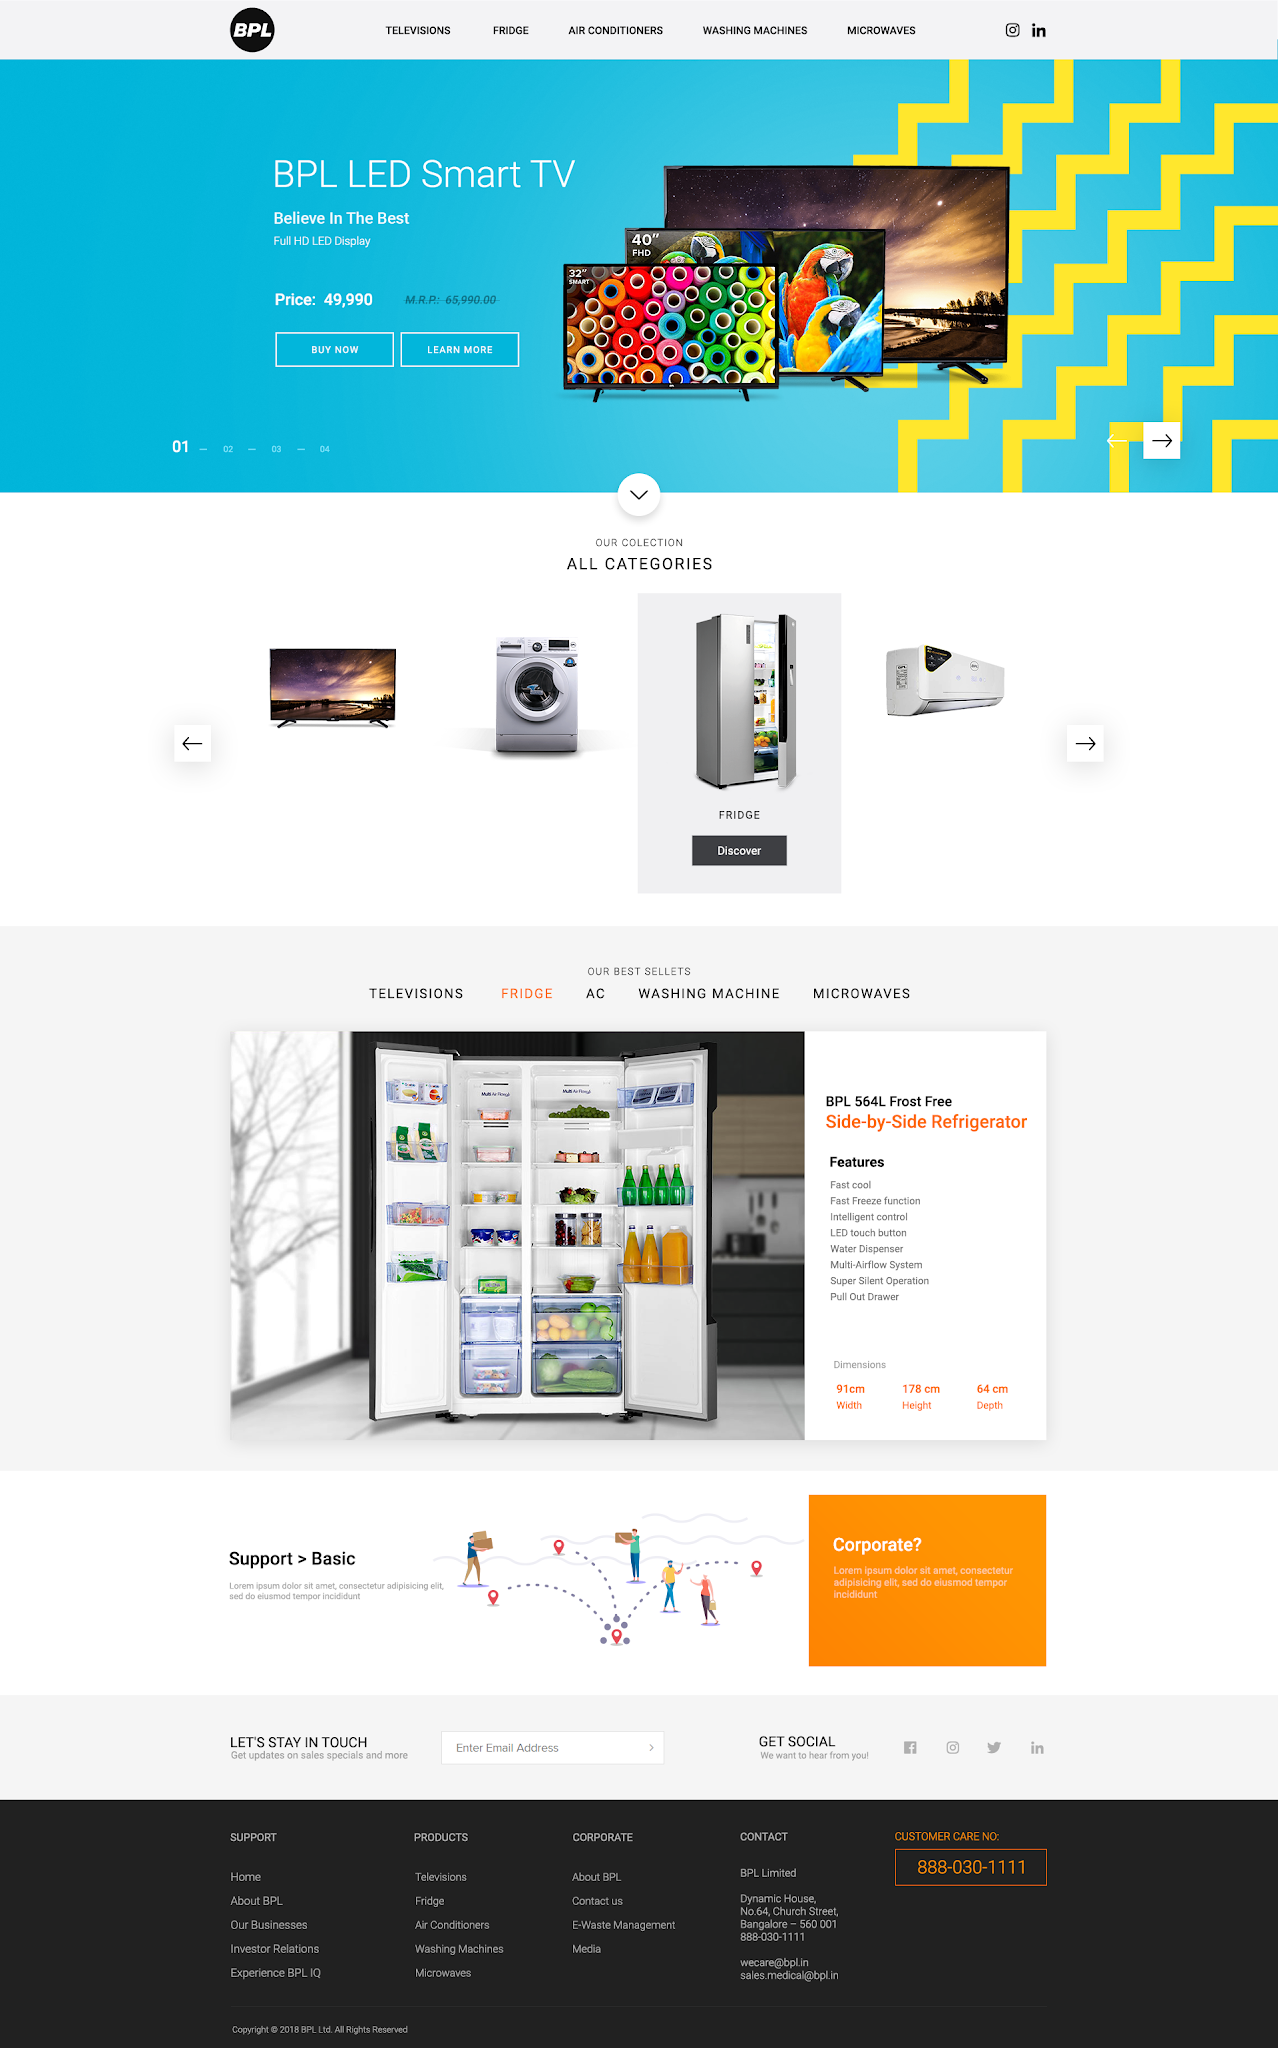 BPL
TELEVISIONS
FRIDGE
AIR CONDITIONERS
WASHING MACHINES
MICROWAVES
BPL LED Smart TV
Believe In The Best
Full HD LED Display
Price: 49,990
M.R.P.: 65,990.00
BUY NOW
LEARN MORE
40"
FHD
32"
SMART
01 — 02 — 03 — 04
OUR COLECTION
ALL CATEGORIES
BPL
FRIDGE
Discover
OUR BEST SELLETS
TELEVISIONS
FRIDGE
AC
WASHING MACHINE
MICROWAVES
Multi Air Flow
Multi Air Flow
BPL 564L Frost Free
Side-by-Side Refrigerator
Features
Fast cool
Fast Freeze function
Intelligent control
LED touch button
Water Dispenser
Multi-Airflow System
Super Silent Operation
Pull Out Drawer
Dimensions
91cm
178 cm
64 cm
Width
Height
Depth
Support > Basic
Lorem ipsum dolor sit amet, consectetur adipisicing elit,
sed do eiusmod tempor incididunt
Corporate?
Lorem ipsum dolor sit amet, consectetur
adipisicing elit, sed do eiusmod tempor
incididunt
LET'S STAY IN TOUCH
Get updates on sales specials and more
Enter Email Address
GET SOCIAL
We want to hear from you!
SUPPORT
Home
About BPL
Our Businesses
Investor Relations
Experience BPL IQ
PRODUCTS
Televisions
Fridge
Air Conditioners
Washing Machines
Microwaves
CORPORATE
About BPL
Contact us
E-Waste Management
Media
CONTACT
BPL Limited
Dynamic House,
No.64, Church Street,
Bangalore – 560 001
888-030-1111
wecare@bpl.in
sales.medical@bpl.in
CUSTOMER CARE NO:
888-030-1111
Copyright © 2018 BPL Ltd. All Rights Reserved